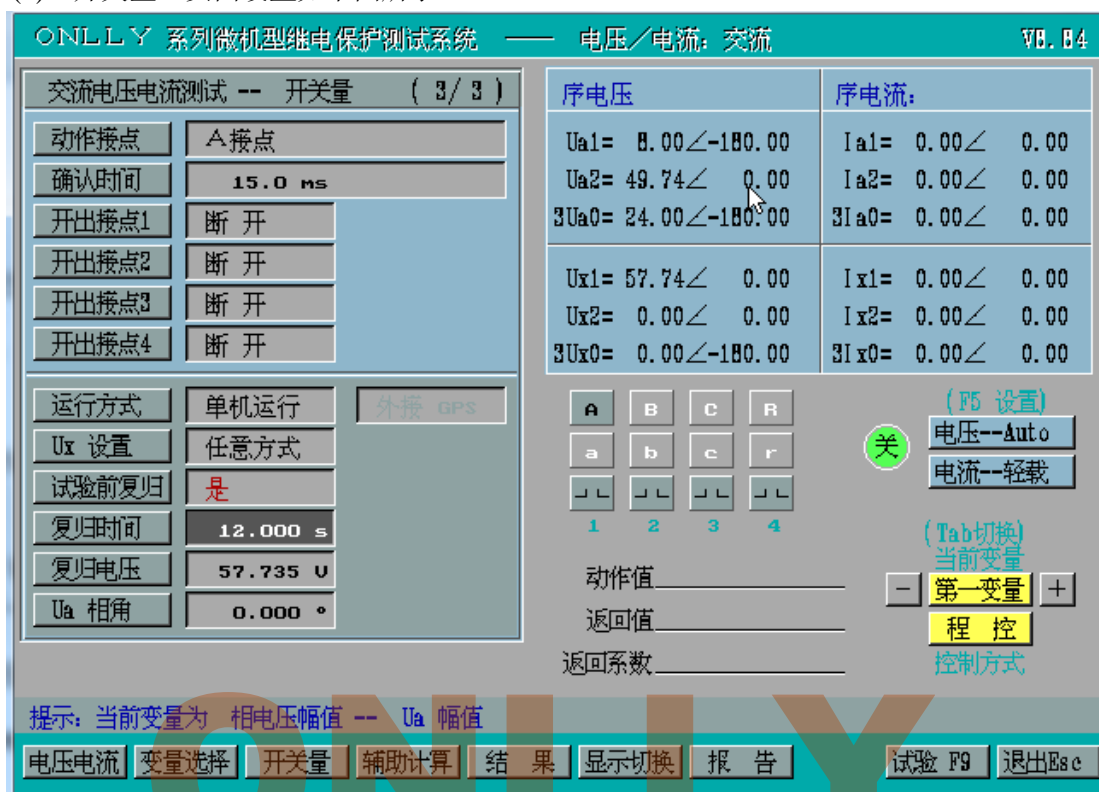 ONLLY 系列微机型继电保护测试系统 —— 电压/电流: 交流 V8.84
交流电压电流测试 -- 开关量 (3/3)
动作接点 A接点
确认时间 15.0 ms
开出接点1 断 开
开出接点2 断 开
开出接点3 断 开
开出接点4 断 开
运行方式 单机运行 外接 GPS
Ux 设置 任意方式
试验前复归 是
复归时间 12.000 s
复归电压 57.735 V
Ua 相角 0.000 °
序电压 序电流:
Ua1= 8.00∠-180.00 Ia1= 0.00∠ 0.00
Ua2= 49.74∠ 0.00 Ia2= 0.00∠ 0.00
3Ua0= 24.00∠-180.00 3Ia0= 0.00∠ 0.00
Ux1= 57.74∠ 0.00 Ix1= 0.00∠ 0.00
Ux2= 0.00∠ 0.00 Ix2= 0.00∠ 0.00
3Ux0= 0.00∠-180.00 3Ix0= 0.00∠ 0.00
A B C R
a b c r
1 2 3 4
关
(F5 设置)
电压--Auto
电流--轻载
动作值
返回值
返回系数
(Tab切换)
当前变量
- 第一变量 +
程 控
控制方式
提示: 当前变量为 相电压幅值 -- Ua 幅值
电压电流 变量选择 开关量 辅助计算 结 果 显示切换 报 告 试验 F9 退出Esc
ONLLY